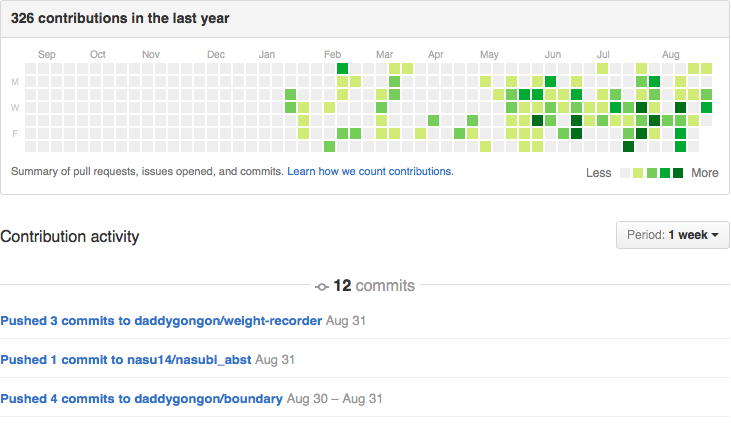 326 contributions in the last year
Sep Oct Nov Dec Jan Feb Mar Apr May Jun Jul Aug
M
W
F
Summary of pull requests, issues opened, and commits. Learn how we count contributions.
Less More
Contribution activity
Period: 1 week
12 commits
Pushed 3 commits to daddygongon/weight-recorder Aug 31
Pushed 1 commit to nasu14/nasubi_abst Aug 31
Pushed 4 commits to daddygongon/boundary Aug 30 – Aug 31